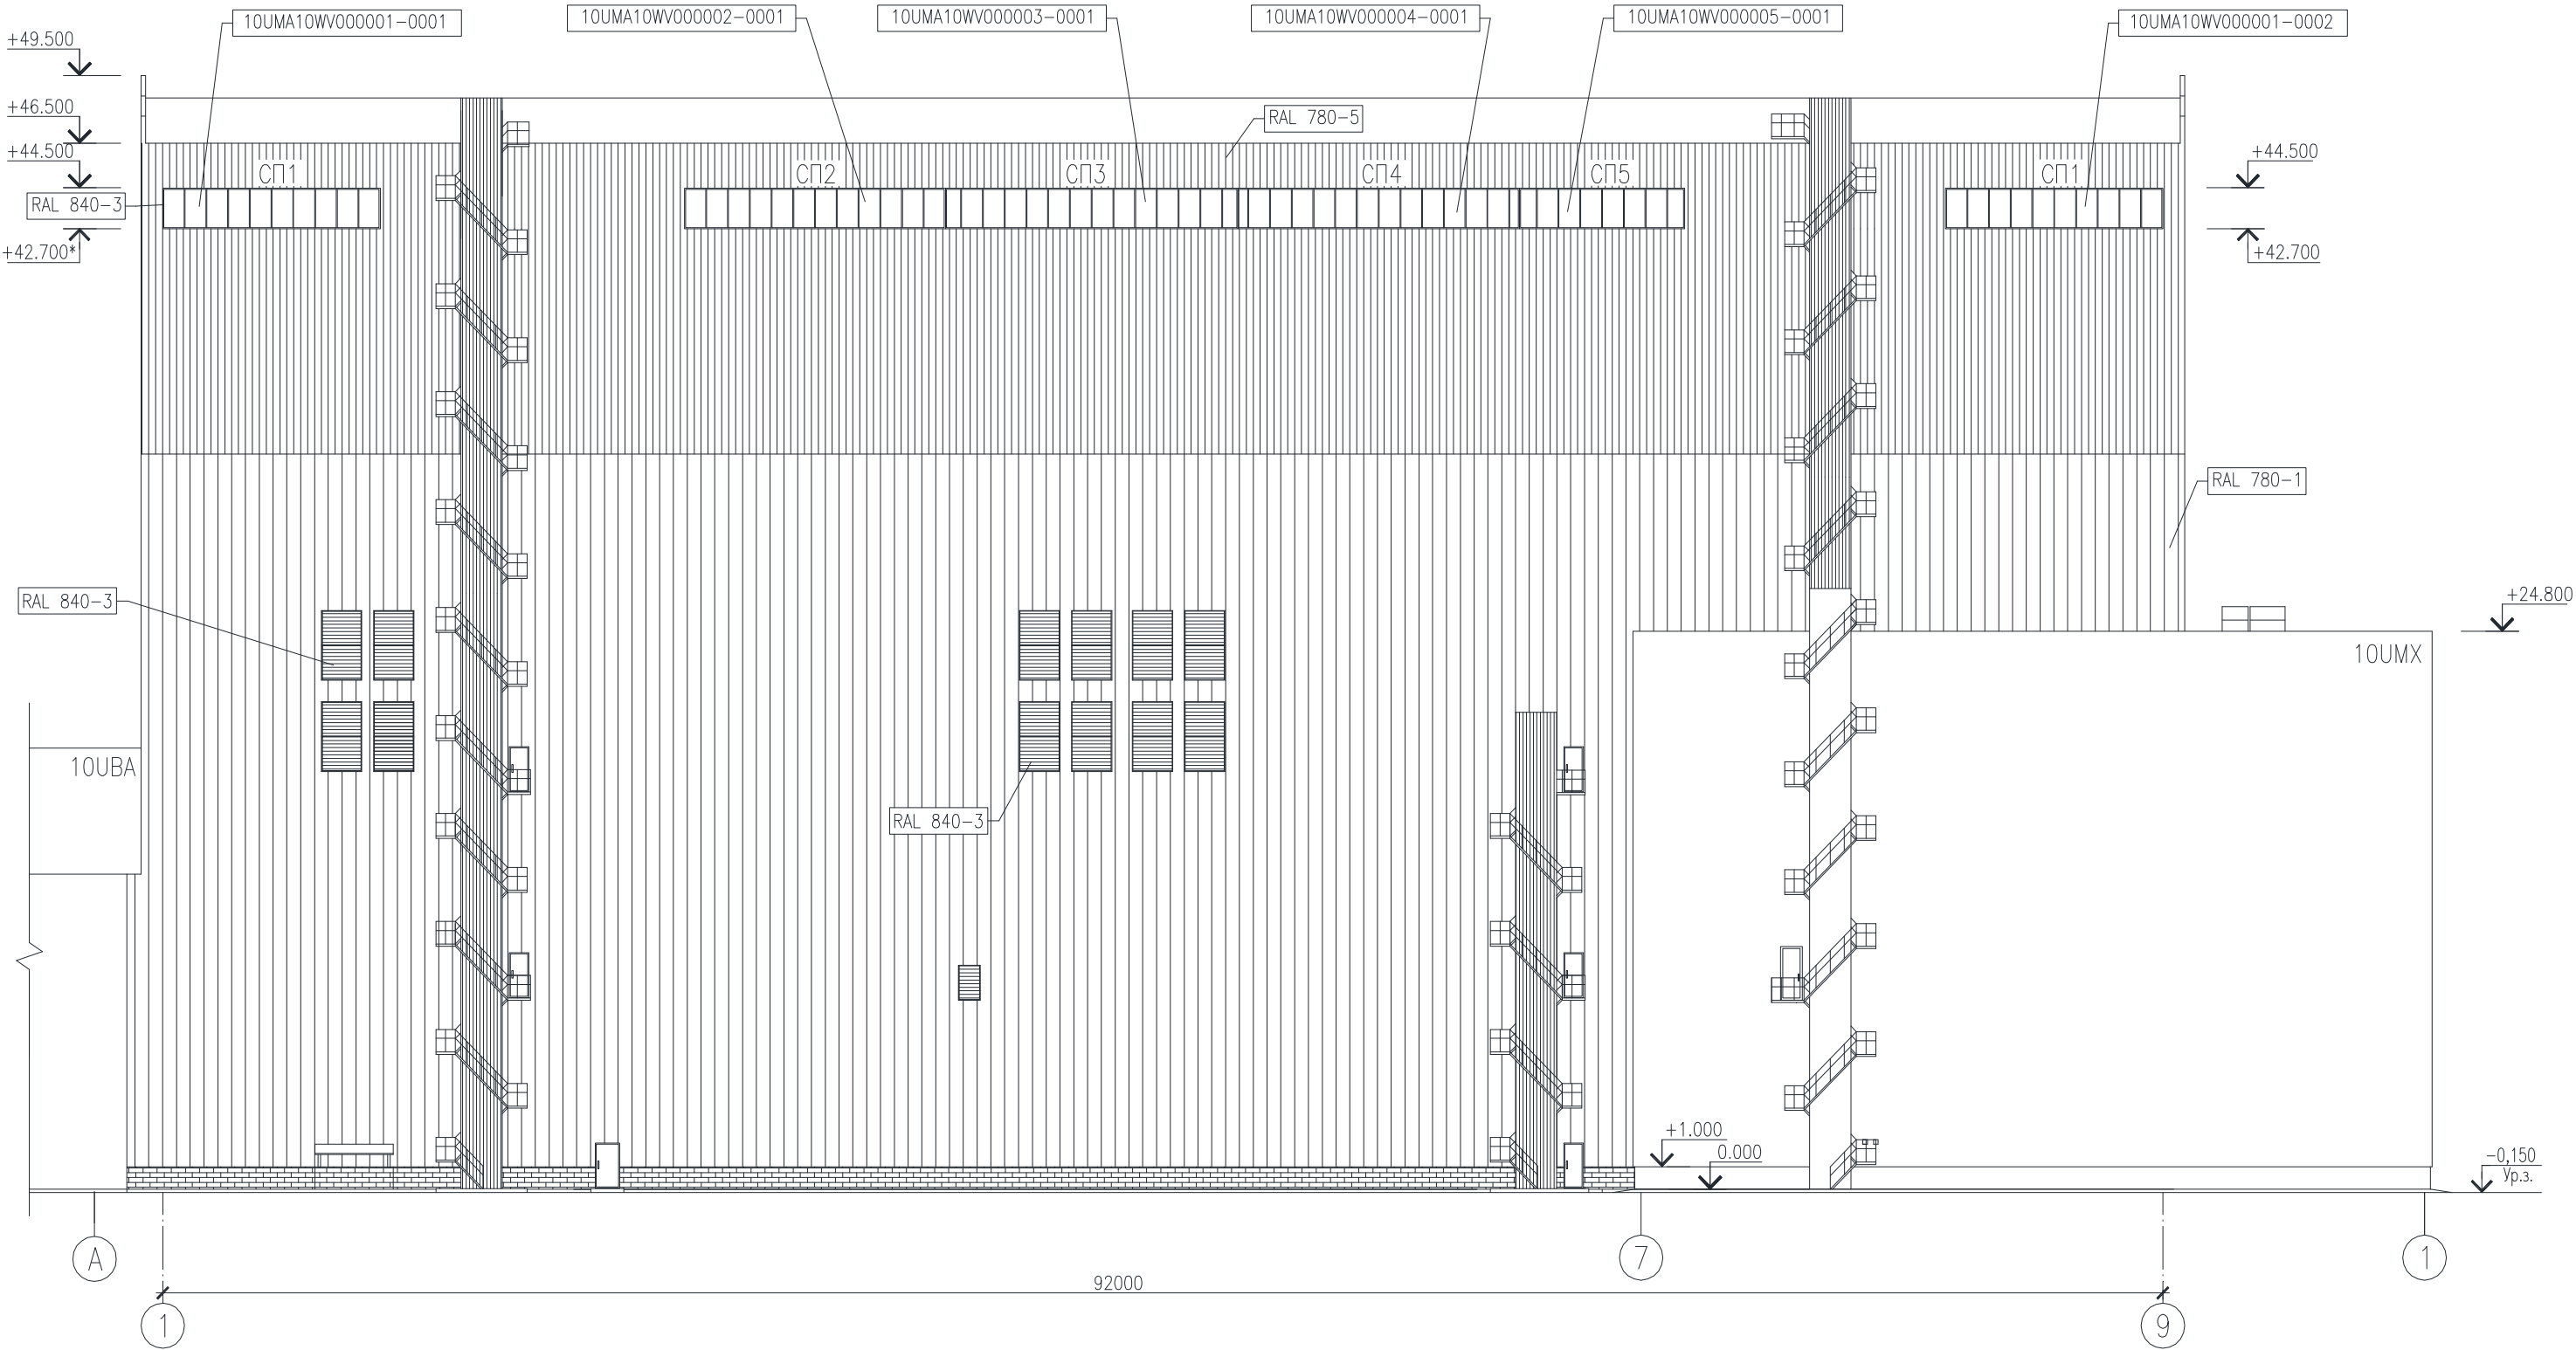 10UMA10WV000001-0001
10UMA10WV000002-0001
10UMA10WV000003-0001
10UMA10WV000004-0001
10UMA10WV000005-0001
10UMA10WV000001-0002
+49.500
+46.500
RAL 780-5
+44.500
+44.500
СП1
СП2
СП3
СП4
СП5
СП1
RAL 840-3
+42.700*
+42.700
RAL 780-1
RAL 840-3
+24.800
10UMX
10UBA
RAL 840-3
+1.000
0.000
-0,150
Ур.з.
А
7
1
92000
1
9